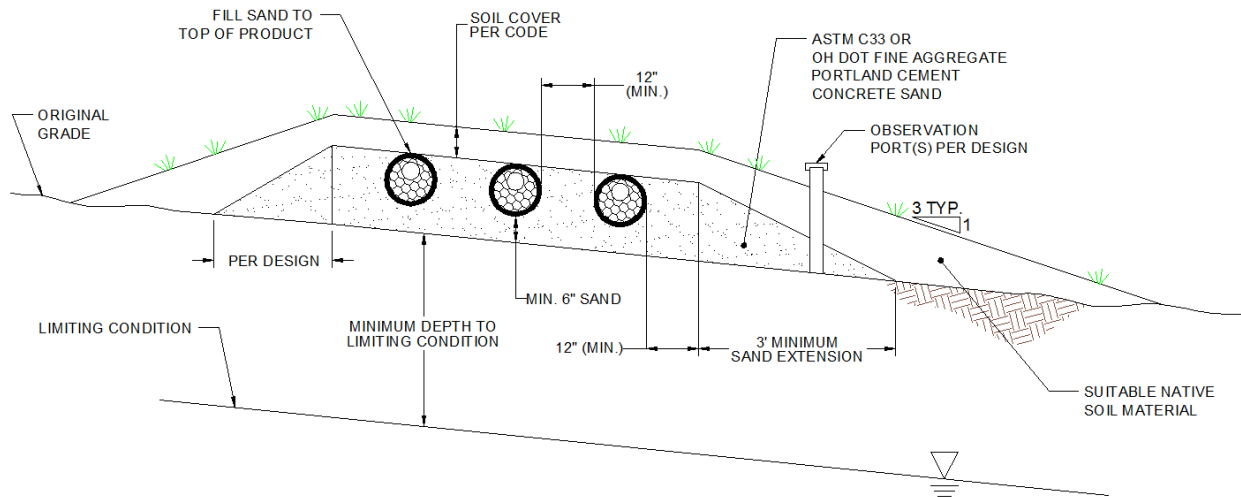 FILL SAND TO
TOP OF PRODUCT
SOIL COVER
PER CODE
ASTM C33 OR
OH DOT FINE AGGREGATE
PORTLAND CEMENT
CONCRETE SAND
12"
(MIN.)
ORIGINAL
GRADE
OBSERVATION
PORT(S) PER DESIGN
3 TYP.
1
PER DESIGN
MIN. 6" SAND
LIMITING CONDITION
MINIMUM DEPTH TO
LIMITING CONDITION
12" (MIN.)
3' MINIMUM
SAND EXTENSION
SUITABLE NATIVE
SOIL MATERIAL